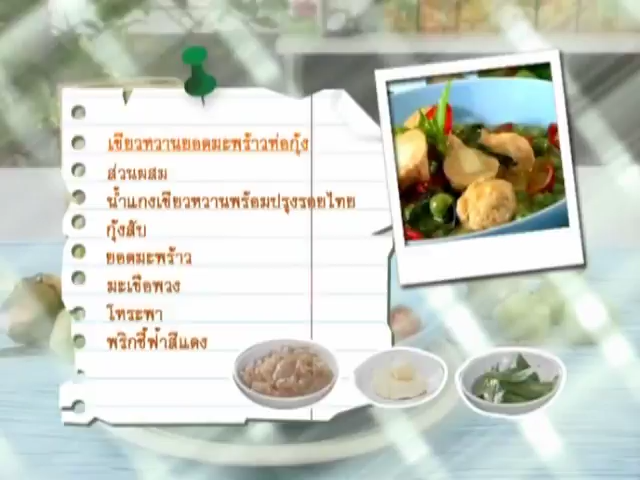 เขียวหวานยอดมะพร้าวห่อกุ้ง
ส่วนผสม
น้ำแกงเขียวหวานพร้อมปรุงรอยไทย
กุ้งสับ
ยอดมะพร้าว
มะเขือพวง
โหระพา
พริกชี้ฟ้าสีแดง